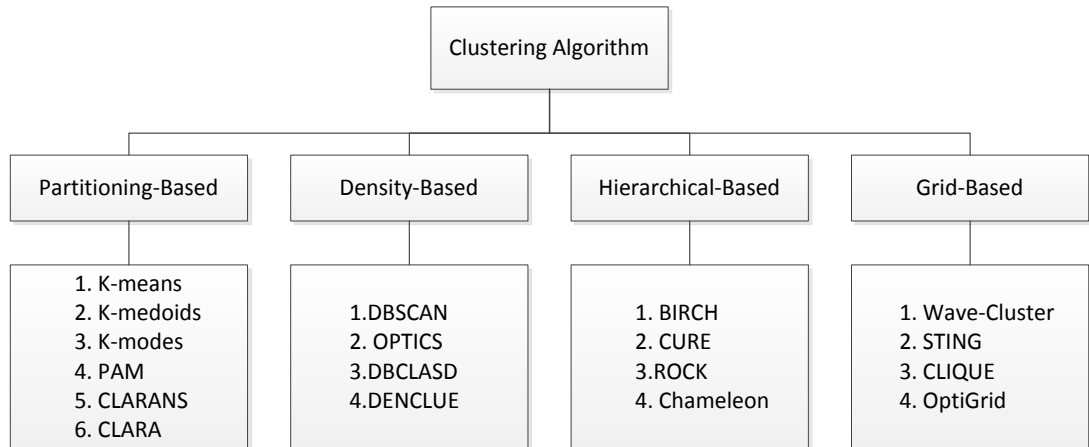 Clustering Algorithm
Partitioning-Based
Density-Based
Hierarchical-Based
Grid-Based
1. K-means
2. K-medoids
3. K-modes
4. PAM
5. CLARANS
6. CLARA
1.DBSCAN
2. OPTICS
3.DBCLASD
4.DENCLUE
1. BIRCH
2. CURE
3.ROCK
4. Chameleon
1. Wave-Cluster
2. STING
3. CLIQUE
4. OptiGrid